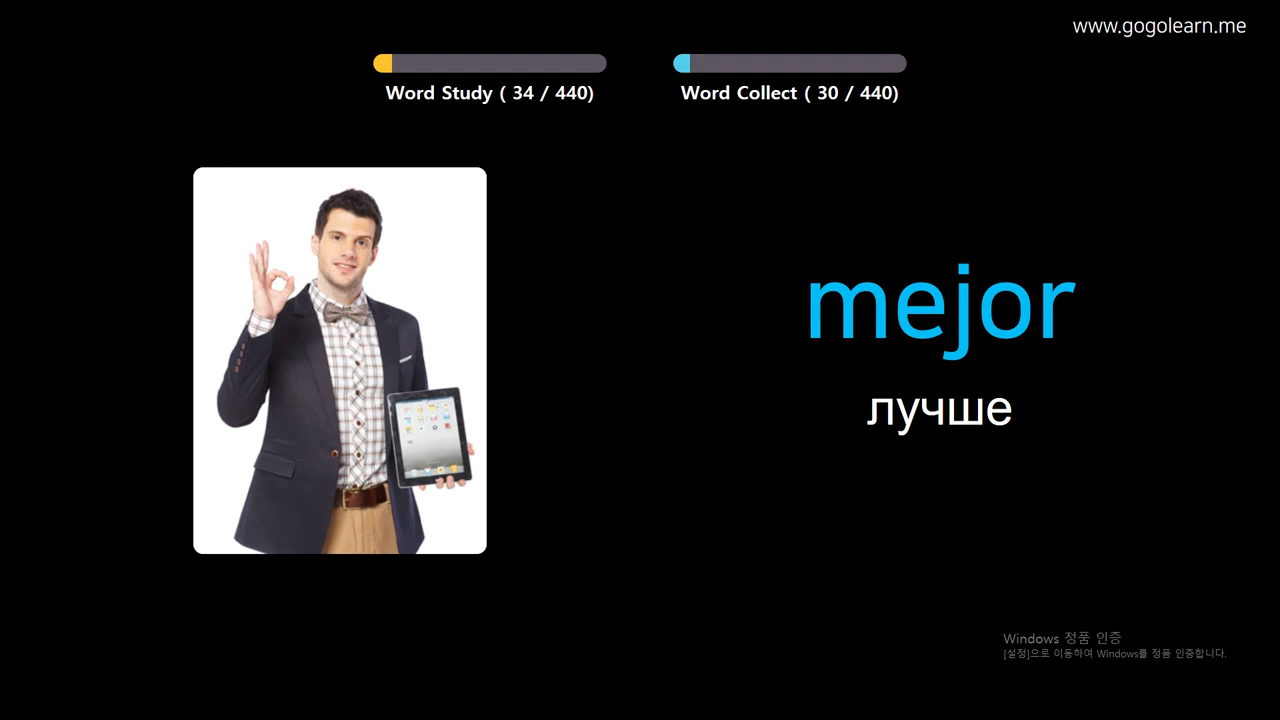 www.gogolearn.me
Word Study ( 34 / 440)
Word Collect ( 30 / 440)
mejor
лучше
Windows 정품 인증
[설정]으로 이동하여 Windows를 정품 인증합니다.